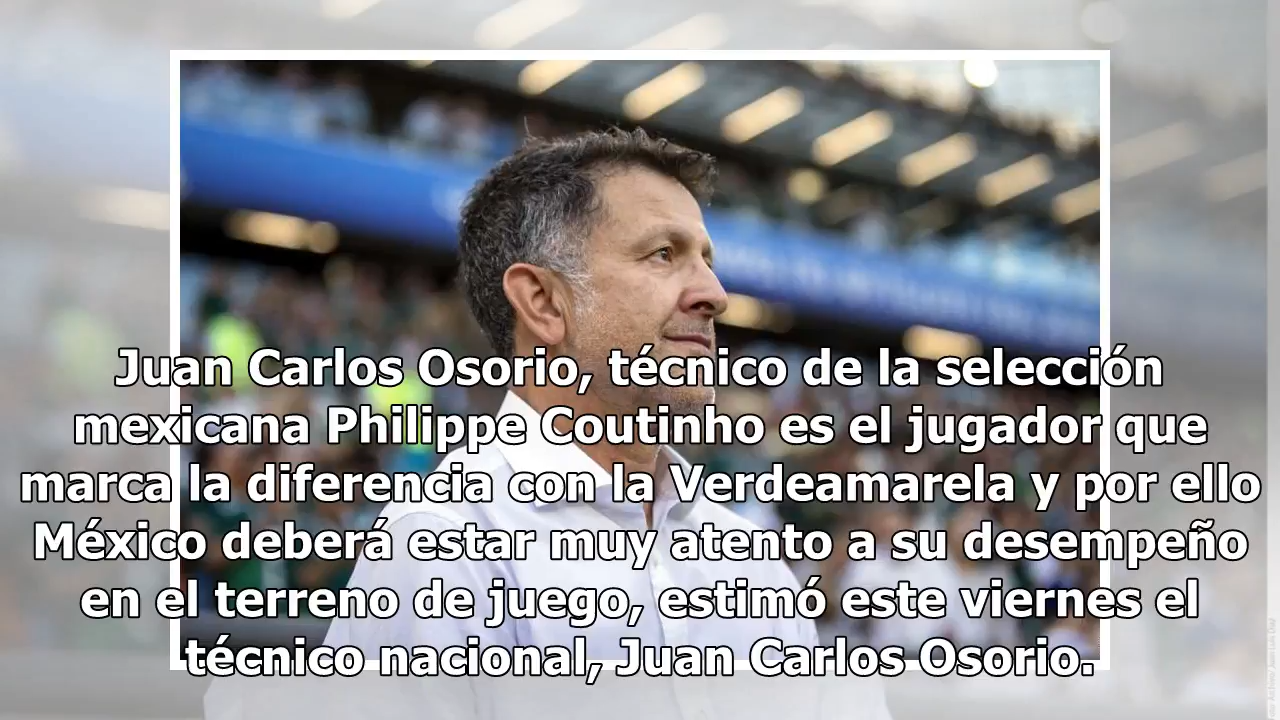 Juan Carlos Osorio, técnico de la selección
mexicana Philippe Coutinho es el jugador que
marca la diferencia con la Verdeamarela y por ello
México deberá estar muy atento a su desempeño
en el terreno de juego, estimó este viernes el
técnico nacional, Juan Carlos Osorio.